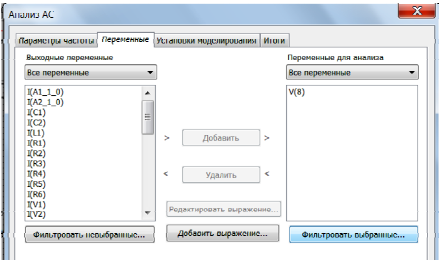 Анализ AC
Параметры частоты Переменные Установки моделирования Итоги
Выходные переменные Переменные для анализа
Все переменные Все переменные
I(A1_1_0) V(8)
I(A2_1_0)
I(C1)
I(C2)
I(L1)
I(R1)
I(R2)
I(R3)
I(R4)
I(R5)
I(R6)
I(V1)
I(V2)
> Добавить >
< Удалить <
Редактировать выражение...
Фильтровать невыбранные... Добавить выражение... Фильтровать выбранные...